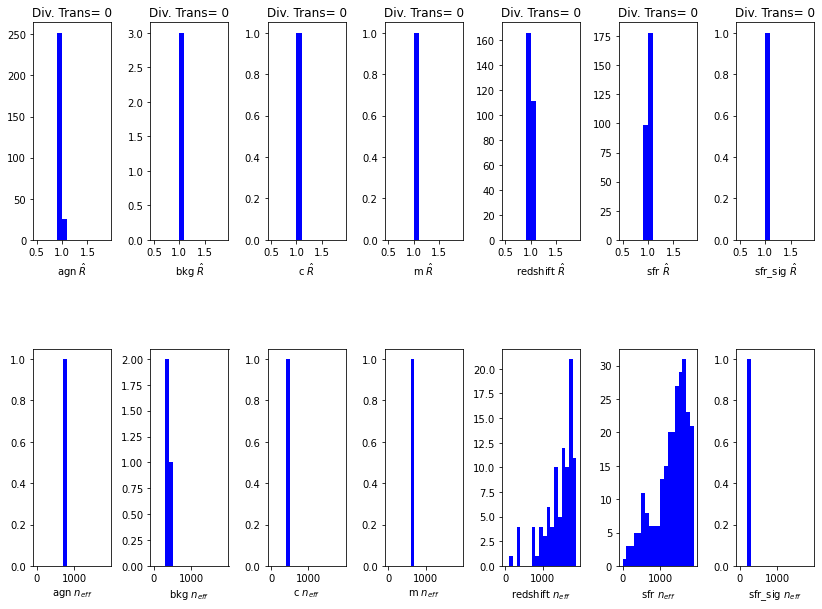 Div. Trans= 0 Div. Trans= 0 Div. Trans= 0 Div. Trans= 0 Div. Trans= 0 Div. Trans= 0 Div. Trans= 0
250 200 150 100 50 0
3.0 2.5 2.0 1.5 1.0 0.5 0.0
1.0 0.8 0.6 0.4 0.2 0.0
1.0 0.8 0.6 0.4 0.2 0.0
160 140 120 100 80 60 40 20 0
175 150 125 100 75 50 25 0
1.0 0.8 0.6 0.4 0.2 0.0
0.5 1.0 1.5 0.5 1.0 1.5 0.5 1.0 1.5 0.5 1.0 1.5 0.5 1.0 1.5 0.5 1.0 1.5 0.5 1.0 1.5
agn R̂ bkg R̂ c R̂ m R̂ redshift R̂ sfr R̂ sfr_sig R̂
1.0 0.8 0.6 0.4 0.2 0.0
2.00 1.75 1.50 1.25 1.00 0.75 0.50 0.25 0.00
1.0 0.8 0.6 0.4 0.2 0.0
1.0 0.8 0.6 0.4 0.2 0.0
20.0 17.5 15.0 12.5 10.0 7.5 5.0 2.5 0.0
30 25 20 15 10 5 0
1.0 0.8 0.6 0.4 0.2 0.0
0 1000 0 1000 0 1000 0 1000 0 1000 0 1000 0 1000
agn n_eff bkg n_eff c n_eff m n_eff redshift n_eff sfr n_eff sfr_sig n_eff